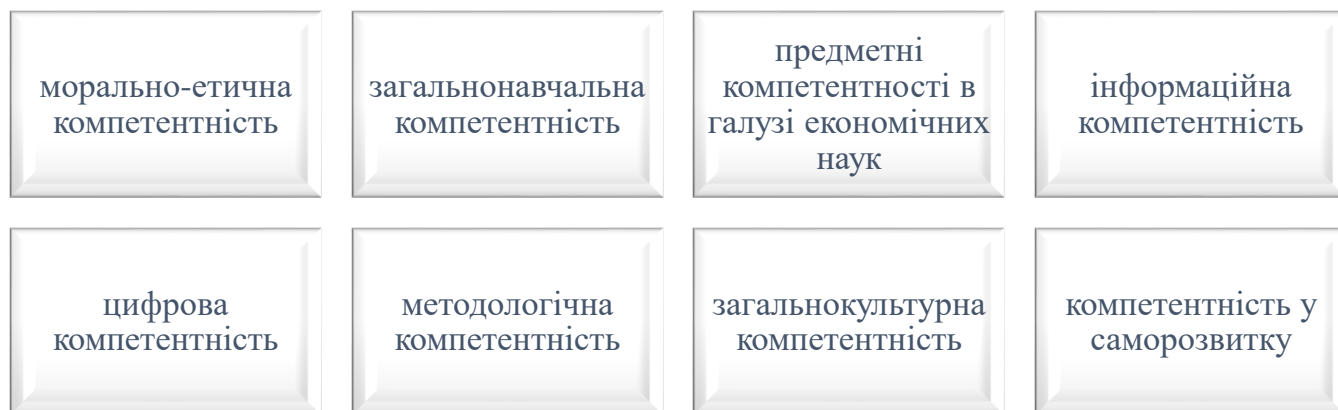 морально-етична
компетентність
загальнонавчальна
компетентність
предметні
компетентності в
галузі економічних
наук
інформаційна
компетентність
цифрова
компетентність
методологічна
компетентність
загальнокультурна
компетентність
компетентність у
саморозвитку